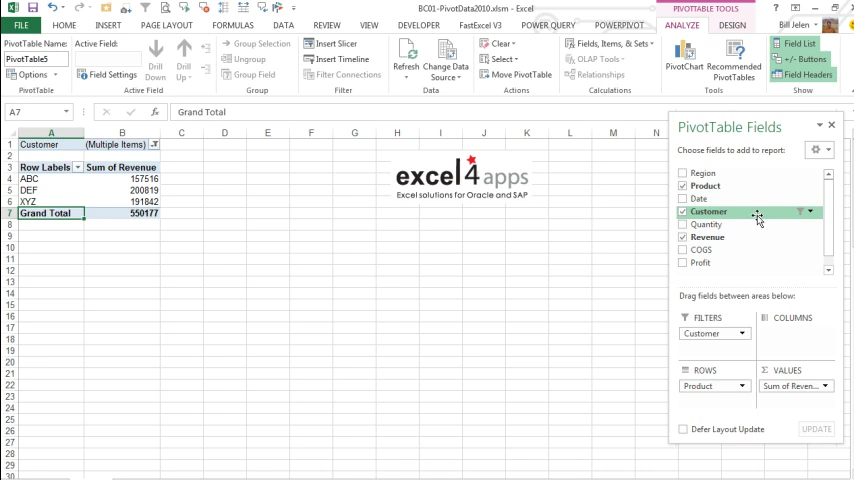 BC01-PivotData2010.xlsm - Excel
PIVOTTABLE TOOLS
FILE HOME INSERT PAGE LAYOUT FORMULAS DATA REVIEW VIEW DEVELOPER FastExcel V3 POWER QUERY POWERPIVOT ANALYZE DESIGN Bill Jelen
PivotTable Name:
PivotTable5
Options
Active Field:
Drill Down
Drill Up
Field Settings
Active Field
Group Selection
Ungroup
Group Field
Group
Insert Slicer
Insert Timeline
Filter Connections
Filter
Refresh
Change Data Source
Data
Clear
Select
Move PivotTable
Actions
Fields, Items, & Sets
OLAP Tools
Relationships
Calculations
PivotChart
Recommended PivotTables
Tools
Field List
+/- Buttons
Field Headers
Show
A7 fx Grand Total
A B C D E F G H I J K L M N
1 Customer (Multiple Items)
2
3 Row Labels Sum of Revenue
4 ABC 157516
5 DEF 200819
6 XYZ 191842
7 Grand Total 550177
8
9
10
11
12
13
14
15
16
17
18
19
20
21
22
23
24
25
26
27
28
29
30
excel4apps
Excel solutions for Oracle and SAP
PivotTable Fields
Choose fields to add to report:
Region
Product
Date
Customer
Quantity
Revenue
COGS
Profit
Drag fields between areas below:
FILTERS COLUMNS
Customer
ROWS Σ VALUES
Product Sum of Reven...
Defer Layout Update UPDATE